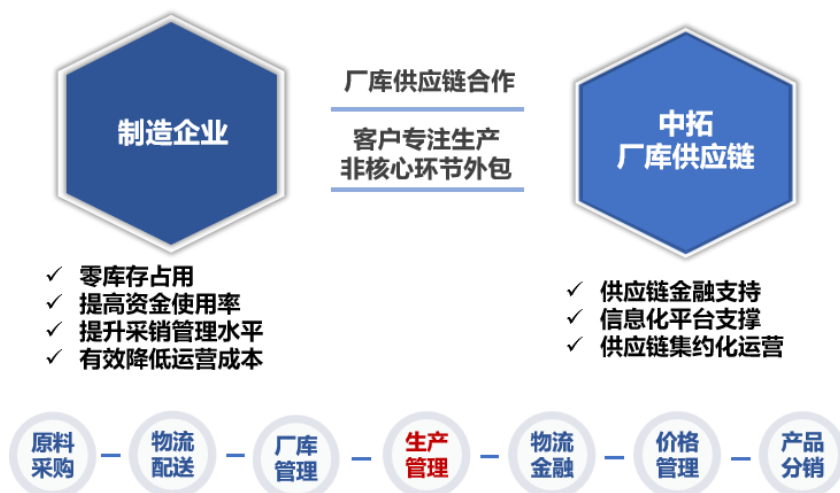 制造企业
厂库供应链合作
客户专注生产
非核心环节外包
中拓
厂库供应链
✓ 零库存占用
✓ 提高资金使用率
✓ 提升采销管理水平
✓ 有效降低运营成本
✓ 供应链金融支持
✓ 信息化平台支撑
✓ 供应链集约化运营
原料
采购
物流
配送
厂库
管理
生产
管理
物流
金融
价格
管理
产品
分销